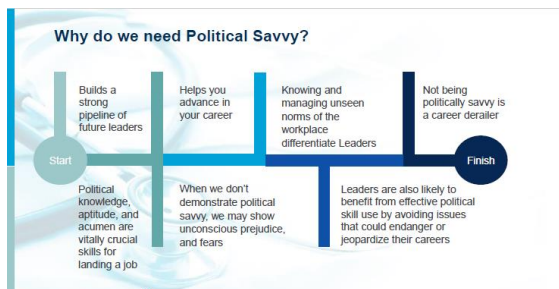 Why do we need Political Savvy?
Builds a
strong
pipeline of
future leaders
Helps you
advance in
your career
Knowing and
managing unseen
norms of the
workplace
differentiate Leaders
Not being
politically savvy is
a career derailer
Start
Finish
Political
knowledge,
aptitude, and
acumen are
vitally crucial
skills for
landing a job
When we don't
demonstrate political
savvy, we may show
unconscious prejudice,
and fears
Leaders are also likely to
benefit from effective political
skill use by avoiding issues
that could endanger or
jeopardize their careers